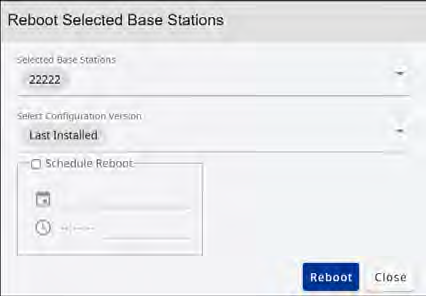 Reboot Selected Base Stations
Selected Base Stations
22222
Select Configuration Version
Last Installed
Schedule Reboot
--:-- --
Reboot Close